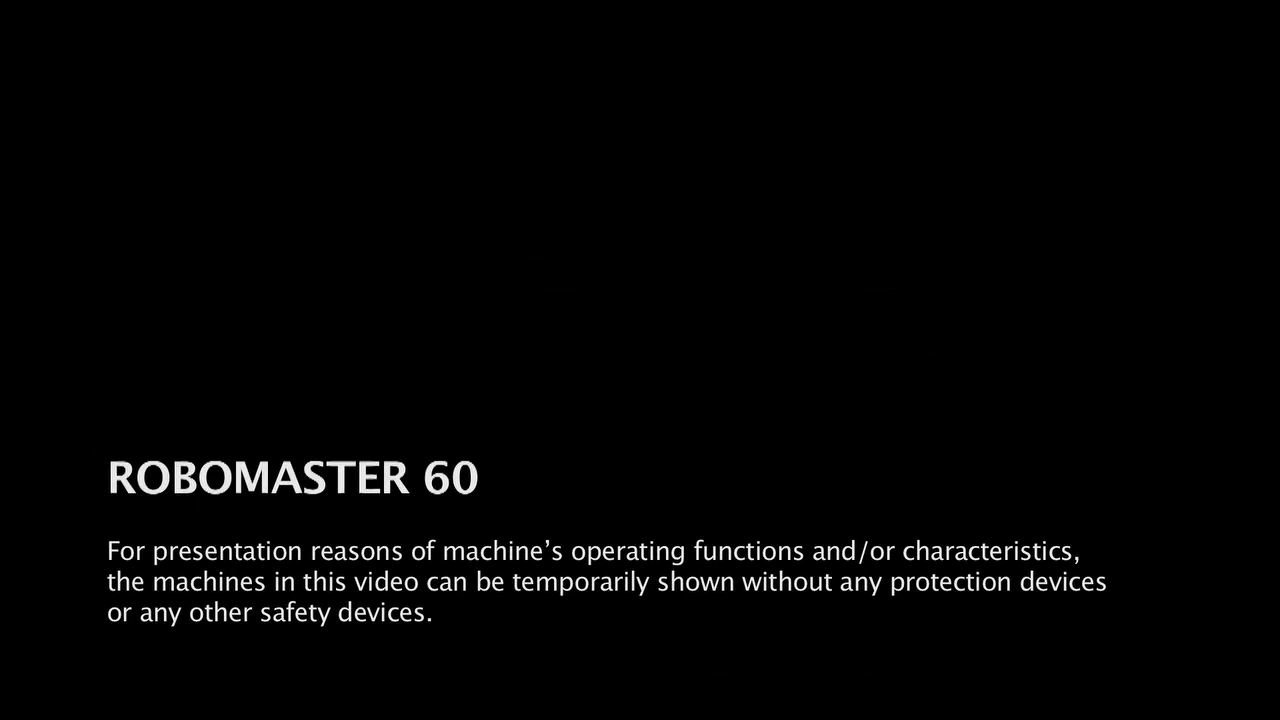 ROBOMASTER 60
For presentation reasons of machine’s operating functions and/or characteristics,
the machines in this video can be temporarily shown without any protection devices
or any other safety devices.